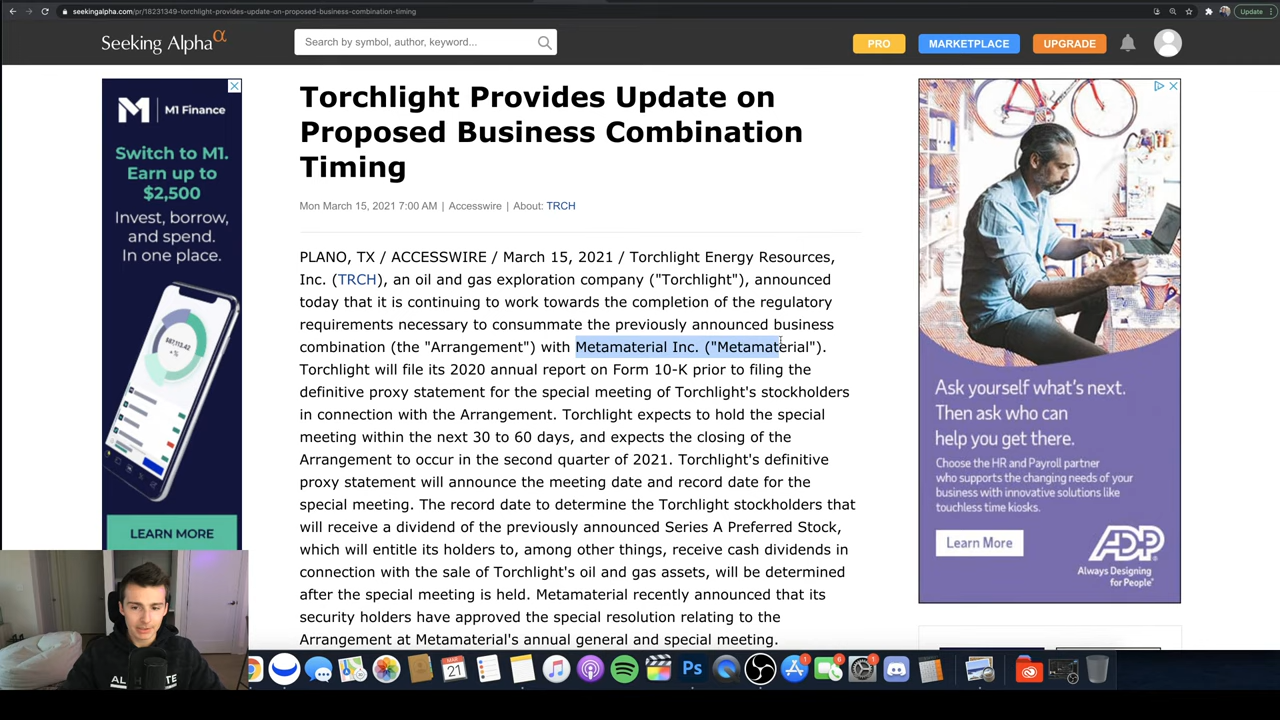 seekingalpha.com/pr/18231349-torchlight-provides-update-on-proposed-business-combination-timing
Update
Seeking Alpha α
Search by symbol, author, keyword...
PRO
MARKETPLACE
UPGRADE
M1 Finance
Switch to M1.
Earn up to
$2,500
Invest, borrow,
and spend.
In one place.
LEARN MORE
Torchlight Provides Update on
Proposed Business Combination
Timing
Mon March 15, 2021 7:00 AM | Accesswire | About: TRCH
PLANO, TX / ACCESSWIRE / March 15, 2021 / Torchlight Energy Resources,
Inc. (TRCH), an oil and gas exploration company ("Torchlight"), announced
today that it is continuing to work towards the completion of the regulatory
requirements necessary to consummate the previously announced business
combination (the "Arrangement") with Metamaterial Inc. ("Metamaterial").
Torchlight will file its 2020 annual report on Form 10-K prior to filing the
definitive proxy statement for the special meeting of Torchlight's stockholders
in connection with the Arrangement. Torchlight expects to hold the special
meeting within the next 30 to 60 days, and expects the closing of the
Arrangement to occur in the second quarter of 2021. Torchlight's definitive
proxy statement will announce the meeting date and record date for the
special meeting. The record date to determine the Torchlight stockholders that
will receive a dividend of the previously announced Series A Preferred Stock,
which will entitle its holders to, among other things, receive cash dividends in
connection with the sale of Torchlight's oil and gas assets, will be determined
after the special meeting is held. Metamaterial recently announced that its
security holders have approved the special resolution relating to the
Arrangement at Metamaterial's annual general and special meeting.
Ask yourself what's next.
Then ask who can
help you get there.
Choose the HR and Payroll partner
who supports the changing needs of your
business with innovative solutions like
touchless time kiosks.
Learn More
ADP
Always Designing
for People
MAR
21
Ps